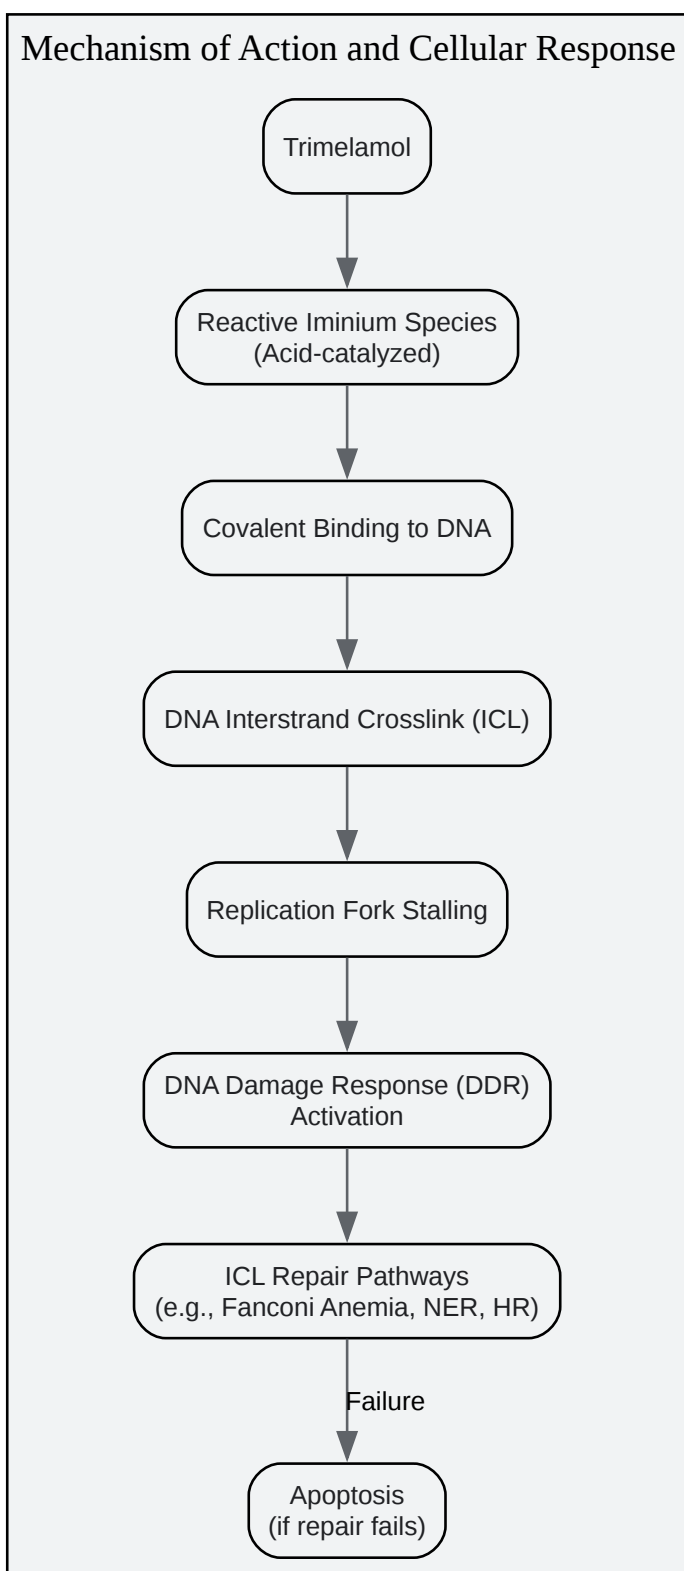 Mechanism of Action and Cellular Response
Trimelamol
Reactive Iminium Species
(Acid-catalyzed)
Covalent Binding to DNA
DNA Interstrand Crosslink (ICL)
Replication Fork Stalling
DNA Damage Response (DDR)
Activation
ICL Repair Pathways
(e.g., Fanconi Anemia, NER, HR)
Failure
Apoptosis
(if repair fails)